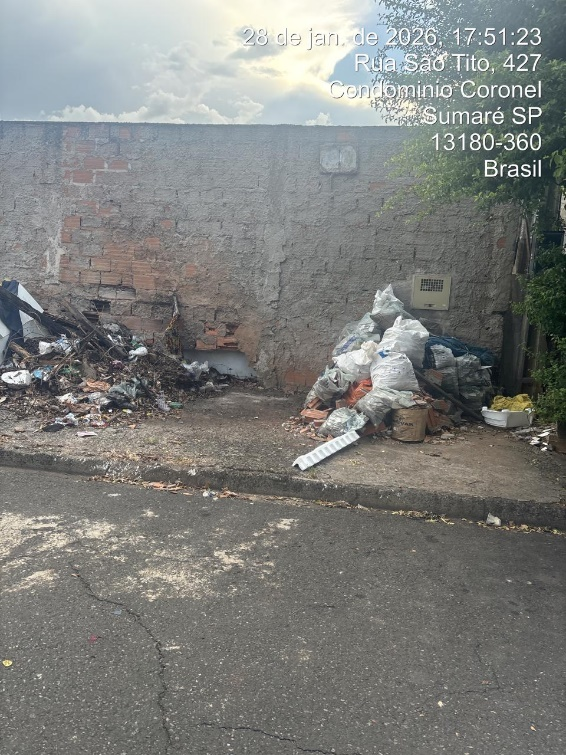 28 de jan. de 2026, 17:51:23
Rua São Tito, 427
Condomínio Coronel
Sumaré SP
13180-360
Brasil